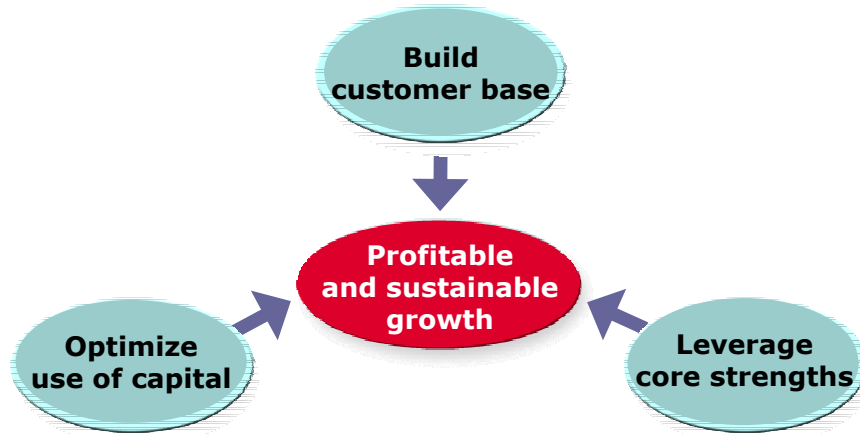 Build
customer base
Profitable
and sustainable
growth
Optimize
use of capital
Leverage
core strengths